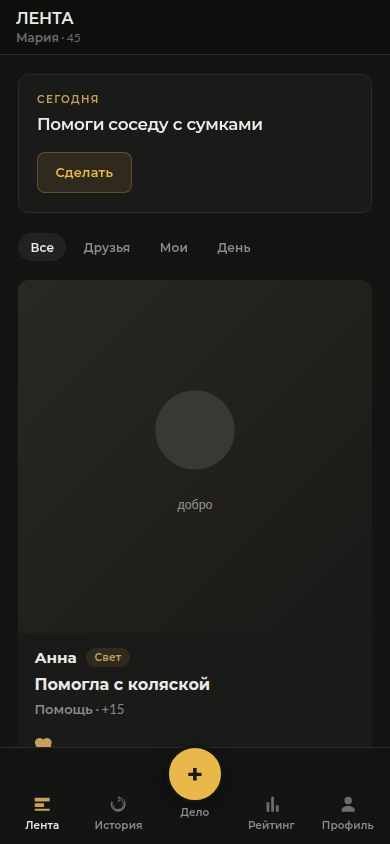 ЛЕНТА
Мария · 45
СЕГОДНЯ
Помоги соседу с сумками
Сделать
Все Друзья Мои День
добро
Анна Свет
Помогла с коляской
Помощь · +15
Лента История Дело Рейтинг Профиль